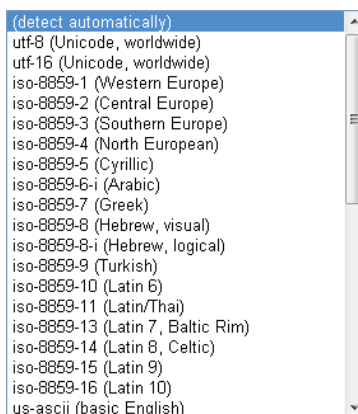 (detect automatically)
utf-8 (Unicode, worldwide)
utf-16 (Unicode, worldwide)
iso-8859-1 (Western Europe)
iso-8859-2 (Central Europe)
iso-8859-3 (Southern Europe)
iso-8859-4 (North European)
iso-8859-5 (Cyrillic)
iso-8859-6-i (Arabic)
iso-8859-7 (Greek)
iso-8859-8 (Hebrew, visual)
iso-8859-8-i (Hebrew, logical)
iso-8859-9 (Turkish)
iso-8859-10 (Latin 6)
iso-8859-11 (Latin/Thai)
iso-8859-13 (Latin 7, Baltic Rim)
iso-8859-14 (Latin 8, Celtic)
iso-8859-15 (Latin 9)
iso-8859-16 (Latin 10)
us-ascii (basic English)